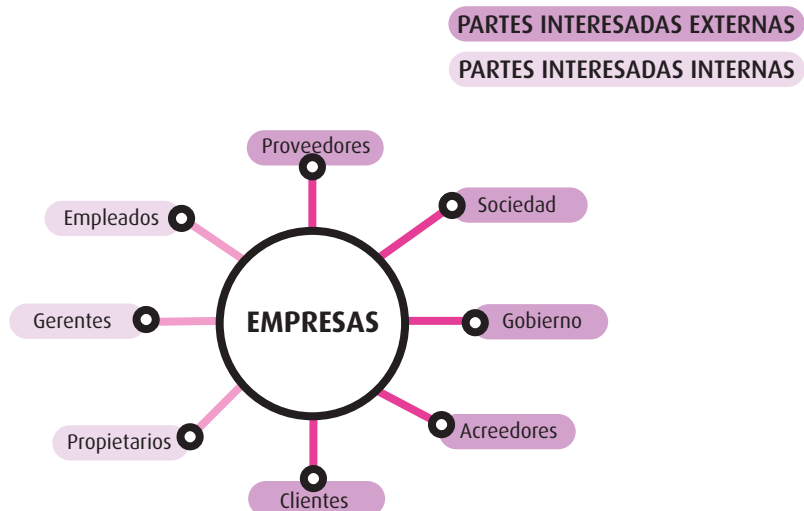 PARTES INTERESADAS EXTERNAS
PARTES INTERESADAS INTERNAS
Proveedores
Empleados
Sociedad
Gerentes
EMPRESAS
Gobierno
Propietarios
Acreedores
Clientes